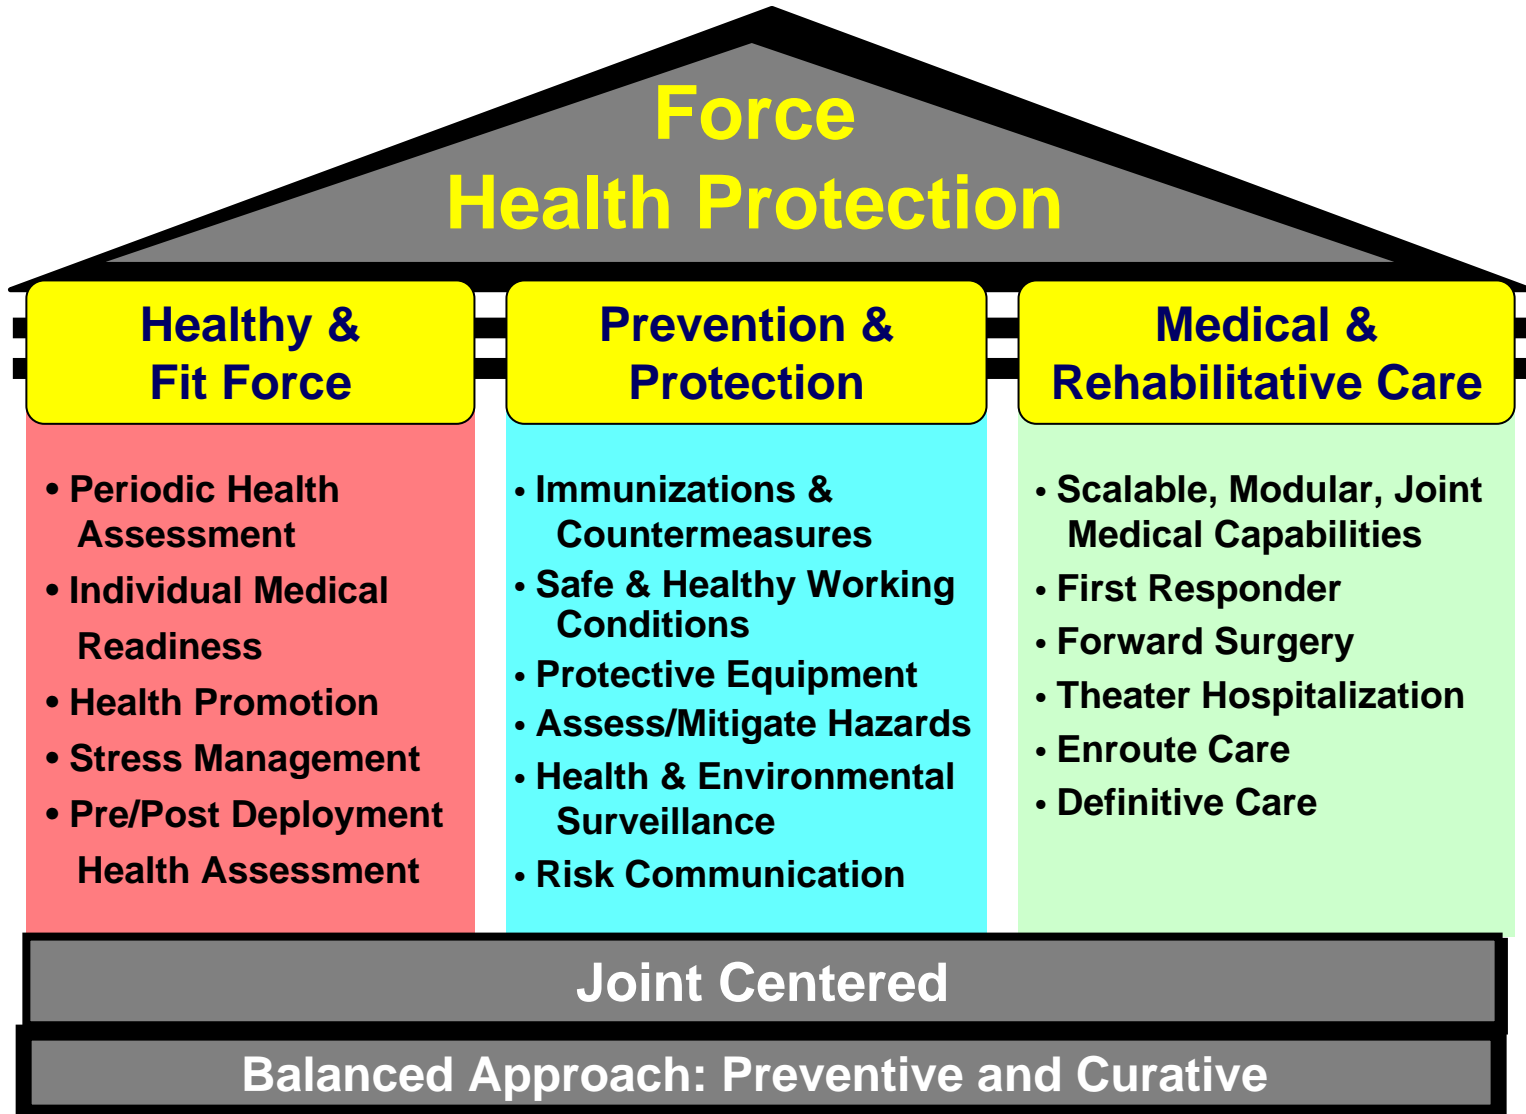 Force
Health Protection
Healthy &
Fit Force
• Periodic Health
Assessment
• Individual Medical
Readiness
• Health Promotion
• Stress Management
• Pre/Post Deployment
Health Assessment
Prevention &
Protection
• Immunizations &
Countermeasures
• Safe & Healthy Working
Conditions
• Protective Equipment
• Assess/Mitigate Hazards
• Health & Environmental
Surveillance
• Risk Communication
Medical &
Rehabilitative Care
• Scalable, Modular, Joint
Medical Capabilities
• First Responder
• Forward Surgery
• Theater Hospitalization
• Enroute Care
• Definitive Care
Joint Centered
Balanced Approach: Preventive and Curative